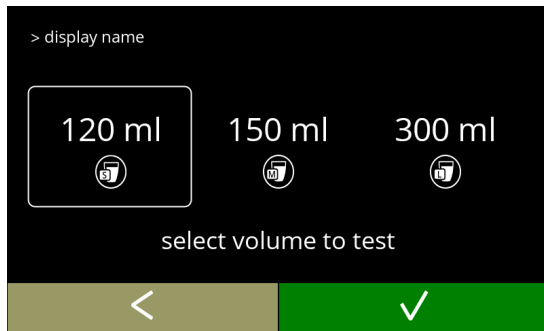 > display name
120 ml 150 ml 300 ml
S M L
select volume to test
<